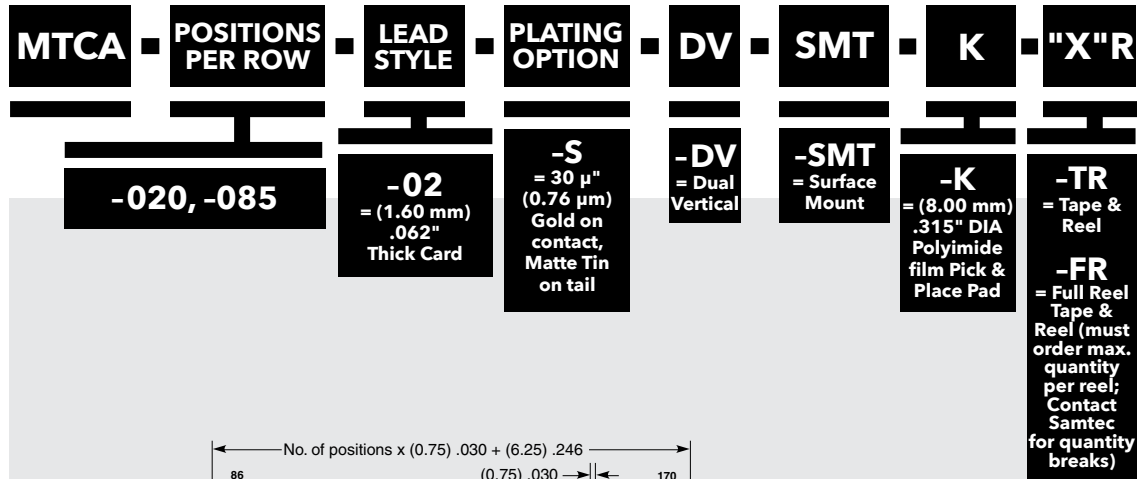 MTCA
POSITIONS
PER ROW
LEAD
STYLE
PLATING
OPTION
DV
SMT
K
"X"R
–020, –085
–02
= (1.60 mm)
.062"
Thick Card
–S
= 30 µ"
(0.76 µm)
Gold on
contact,
Matte Tin
on tail
–DV
= Dual
Vertical
–SMT
= Surface
Mount
–K
= (8.00 mm)
.315" DIA
Polyimide
film Pick &
Place Pad
–TR
= Tape &
Reel
–FR
= Full Reel
Tape &
Reel (must
order max.
quantity
per reel;
Contact
Samtec
for quantity
breaks)
No. of positions x (0.75) .030 + (6.25) .246
86
(0.75) .030
170